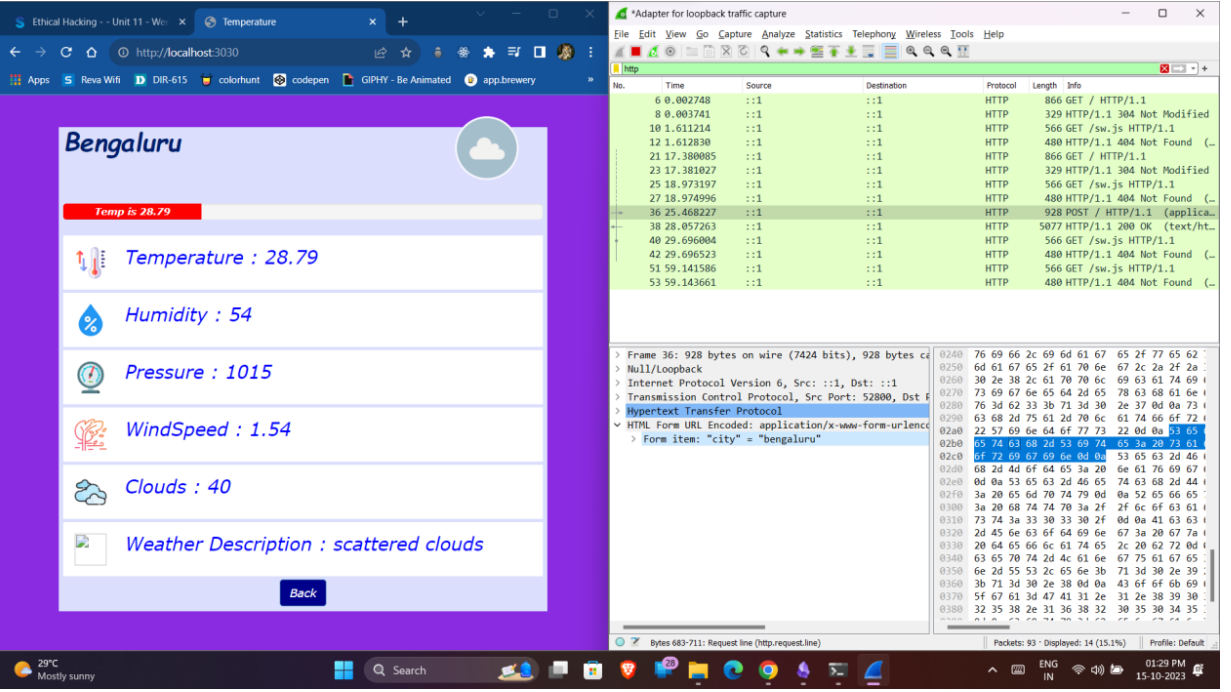 Ethical Hacking - - Unit 11 - We
Temperature
http://localhost:3030
Apps
Reva Wifi
DIR-615
colorhunt
codepen
GIPHY - Be Animated
app.brewery
»
Bengaluru
Temp is 28.79
Temperature : 28.79
Humidity : 54
Pressure : 1015
WindSpeed : 1.54
Clouds : 40
Weather Description : scattered clouds
Back
*Adapter for loopback traffic capture
File Edit View Go Capture Analyze Statistics Telephony Wireless Tools Help
http
No. Time Source Destination Protocol Length Info
6 0.002748 ::1 ::1 HTTP 866 GET / HTTP/1.1
8 0.003741 ::1 ::1 HTTP 329 HTTP/1.1 304 Not Modified
10 1.611214 ::1 ::1 HTTP 566 GET /sw.js HTTP/1.1
12 1.612830 ::1 ::1 HTTP 480 HTTP/1.1 404 Not Found (…
21 17.380085 ::1 ::1 HTTP 866 GET / HTTP/1.1
23 17.381027 ::1 ::1 HTTP 329 HTTP/1.1 304 Not Modified
25 18.973197 ::1 ::1 HTTP 566 GET /sw.js HTTP/1.1
27 18.974996 ::1 ::1 HTTP 480 HTTP/1.1 404 Not Found (…
36 25.468227 ::1 ::1 HTTP 928 POST / HTTP/1.1 (applica…
38 28.057263 ::1 ::1 HTTP 5077 HTTP/1.1 200 OK (text/ht…
40 29.696004 ::1 ::1 HTTP 566 GET /sw.js HTTP/1.1
42 29.696523 ::1 ::1 HTTP 480 HTTP/1.1 404 Not Found (…
51 59.141586 ::1 ::1 HTTP 566 GET /sw.js HTTP/1.1
53 59.143661 ::1 ::1 HTTP 480 HTTP/1.1 404 Not Found (…
Frame 36: 928 bytes on wire (7424 bits), 928 bytes ca
Null/Loopback
Internet Protocol Version 6, Src: ::1, Dst: ::1
Transmission Control Protocol, Src Port: 52800, Dst P
Hypertext Transfer Protocol
HTML Form URL Encoded: application/x-www-form-urlenco
Form item: "city" = "bengaluru"
0240 76 69 66 2c 69 6d 61 67 65 2f 77 65 62
0250 6d 61 67 65 2f 61 70 6e 67 2c 2a 2f 2a
0260 30 2e 38 2c 61 70 70 6c 69 63 61 74 69
0270 73 69 67 6e 65 64 2d 65 78 63 68 61 6e
0280 76 3d 62 33 3b 71 3d 30 2e 37 0d 0a 73
0290 63 68 2d 75 61 2d 70 6c 61 74 66 6f 72
02a0 22 57 69 6e 64 6f 77 73 22 0d 0a 53 65
02b0 65 74 63 68 2d 53 69 74 65 3a 20 73 61
02c0 6f 72 69 67 69 6e 0d 0a 53 65 63 2d 46
02d0 68 2d 4d 6f 64 65 3a 20 6e 61 76 69 67
02e0 0d 0a 53 65 63 2d 46 65 74 63 68 2d 44
02f0 3a 20 65 6d 70 74 79 0d 0a 52 65 66 65
0300 3a 20 68 74 74 70 3a 2f 2f 6c 6f 63 61
0310 73 74 3a 33 30 33 30 2f 0d 0a 41 63 63
0320 2d 45 6e 63 6f 64 69 6e 67 3a 20 67 7a
0330 20 64 65 66 6c 61 74 65 2c 20 62 72 0d
0340 63 65 70 74 2d 4c 61 6e 67 75 61 67 65
0350 6e 2d 55 53 2c 65 6e 3b 71 3d 30 2e 39
0360 3b 71 3d 30 2e 38 0d 0a 43 6f 6f 6b 69
0370 5f 67 61 3d 47 41 31 2e 31 2e 38 39 30
0380 32 35 38 2e 31 36 38 32 30 35 30 34 35
Bytes 683-711: Request line (http.request.line)
Packets: 93 · Displayed: 14 (15.1%)
Profile: Default
29°C
Mostly sunny
Search
28
ENG
IN
01:29 PM
15-10-2023